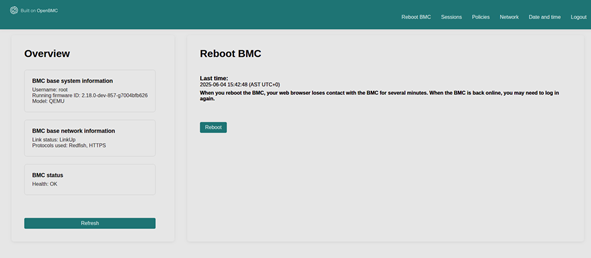 Built on OpenBMC
Reboot BMC Sessions Policies Network Date and time Logout
Overview
BMC base system information
Username: root
Running firmware ID: 2.18.0-dev-857-g7004bfb626
Model: QEMU
BMC base network information
Link status: LinkUp
Protocols used: Redfish, HTTPS
BMC status
Health: OK
Refresh
Reboot BMC
Last time:
2025-06-04 15:42:48 (AST UTC+0)
When you reboot the BMC, your web browser loses contact with the BMC for several minutes. When the BMC is back online, you may need to log in
again.
Reboot